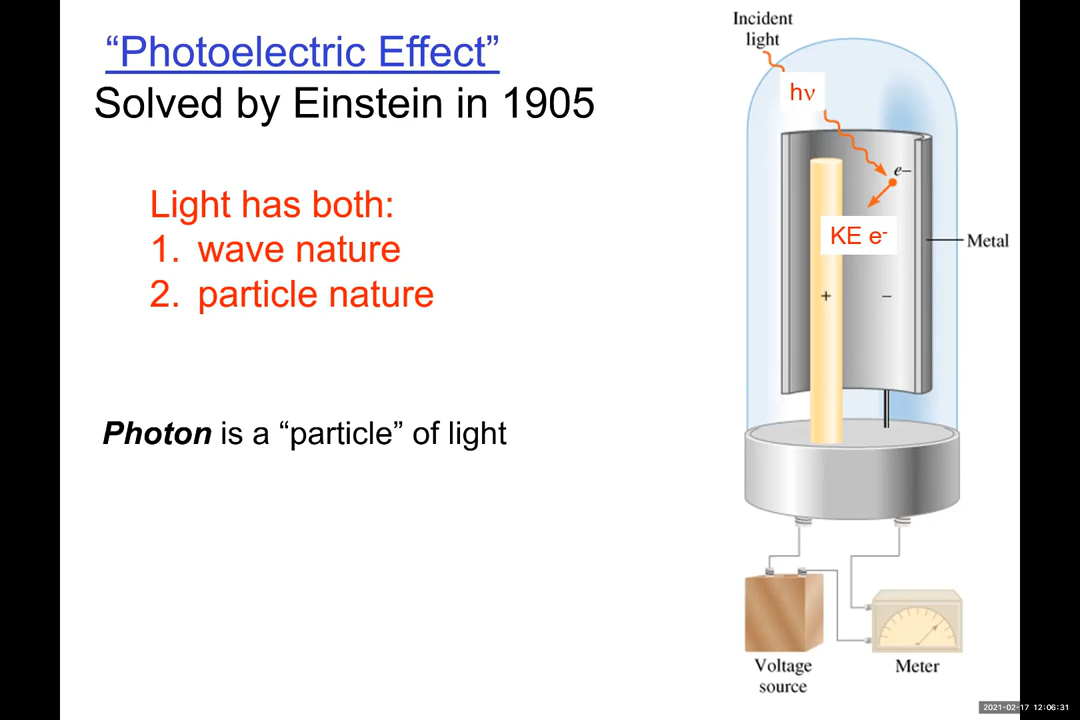 “Photoelectric Effect”
Solved by Einstein in 1905
Light has both:
1. wave nature
2. particle nature
Photon is a “particle” of light
Incident
light
hν
e–
KE e-
Metal
+
–
Voltage
source
Meter
2021-02-17 12:06:31